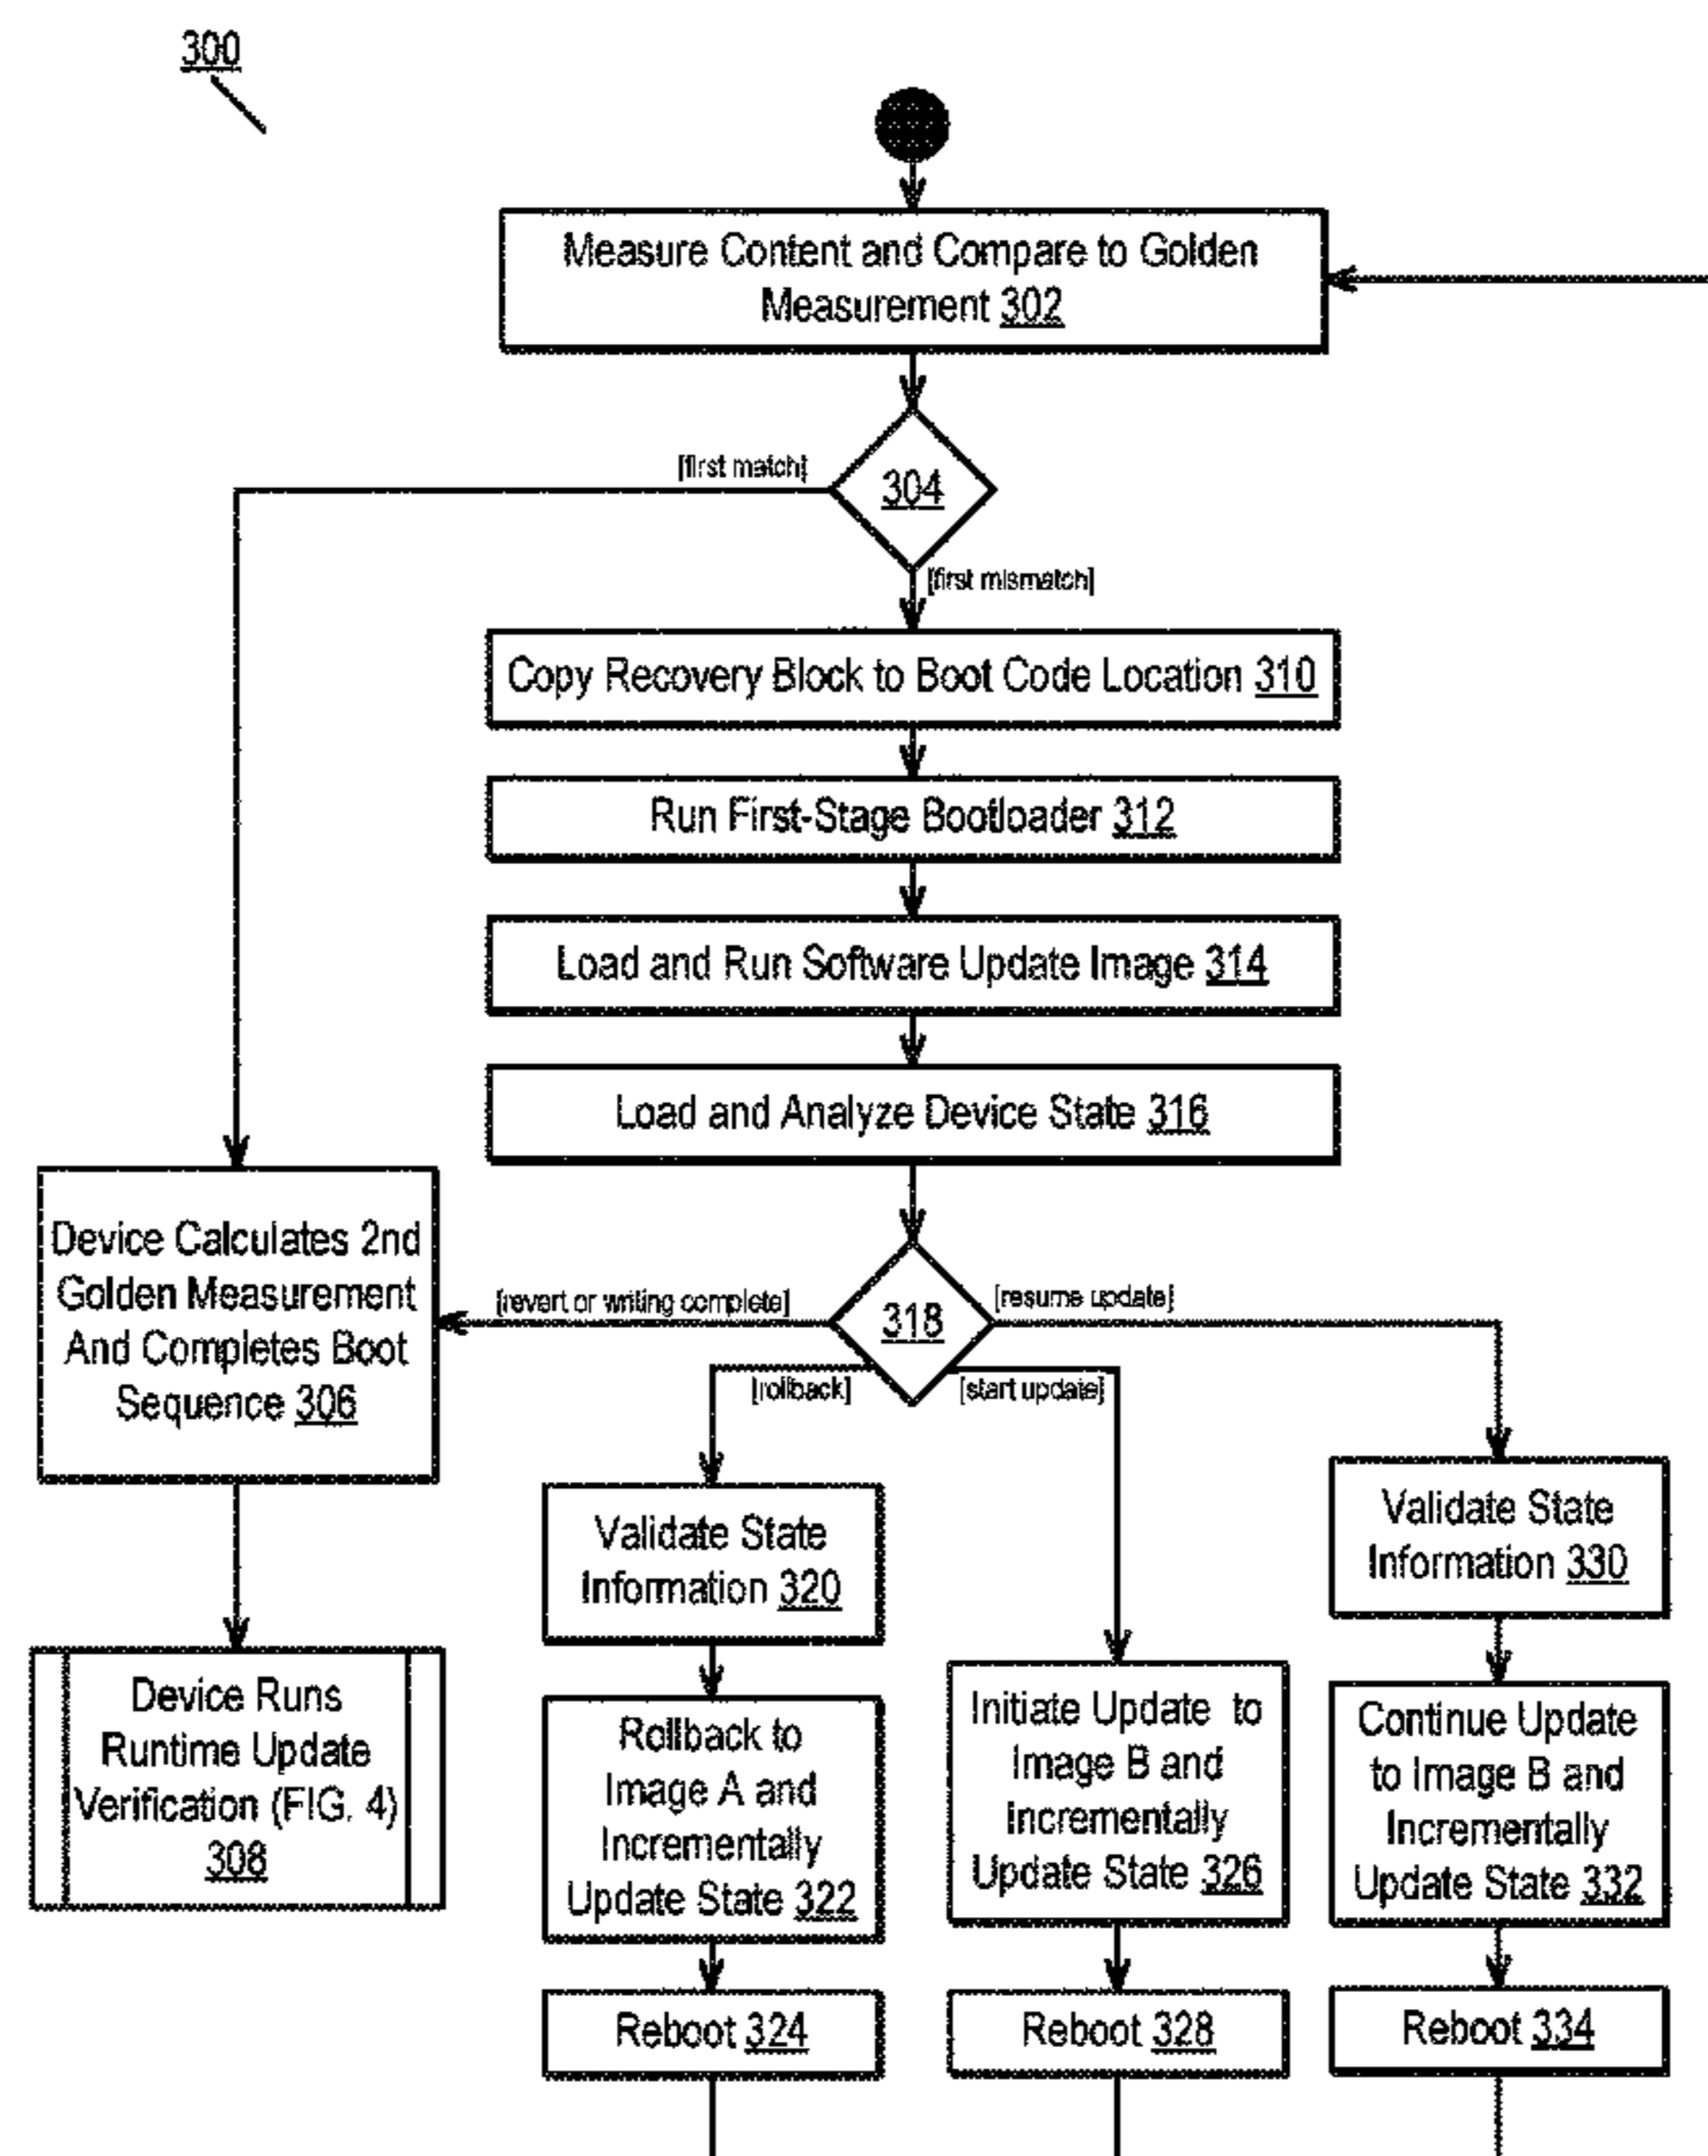 300
Measure Content and Compare to Golden
Measurement 302
[first match]
304
[first mismatch]
Copy Recovery Block to Boot Code Location 310
Run First-Stage Bootloader 312
Load and Run Software Update Image 314
Load and Analyze Device State 316
Device Calculates 2nd
Golden Measurement
And Completes Boot
Sequence 306
[revert or writing complete]
318
[resume update]
[rollback]
[start update]
Validate State
Information 320
Validate State
Information 330
Device Runs
Runtime Update
Verification (FIG. 4)
308
Rollback to
Image A and
Incrementally
Update State 322
Initiate Update to
Image B and
Incrementally
Update State 326
Continue Update
to Image B and
Incrementally
Update State 332
Reboot 324
Reboot 328
Reboot 334